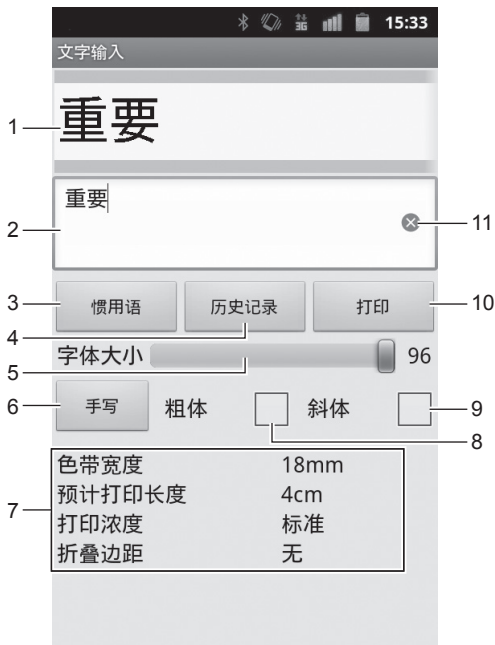 3G 15:33
文字输入
1 重要
2 重要 11
3 惯用语 历史记录 打印 10
4
字体大小 96
5
6 手写 粗体 斜体 9
8
色带宽度 18mm
预计打印长度 4cm
7
打印浓度 标准
折叠边距 无